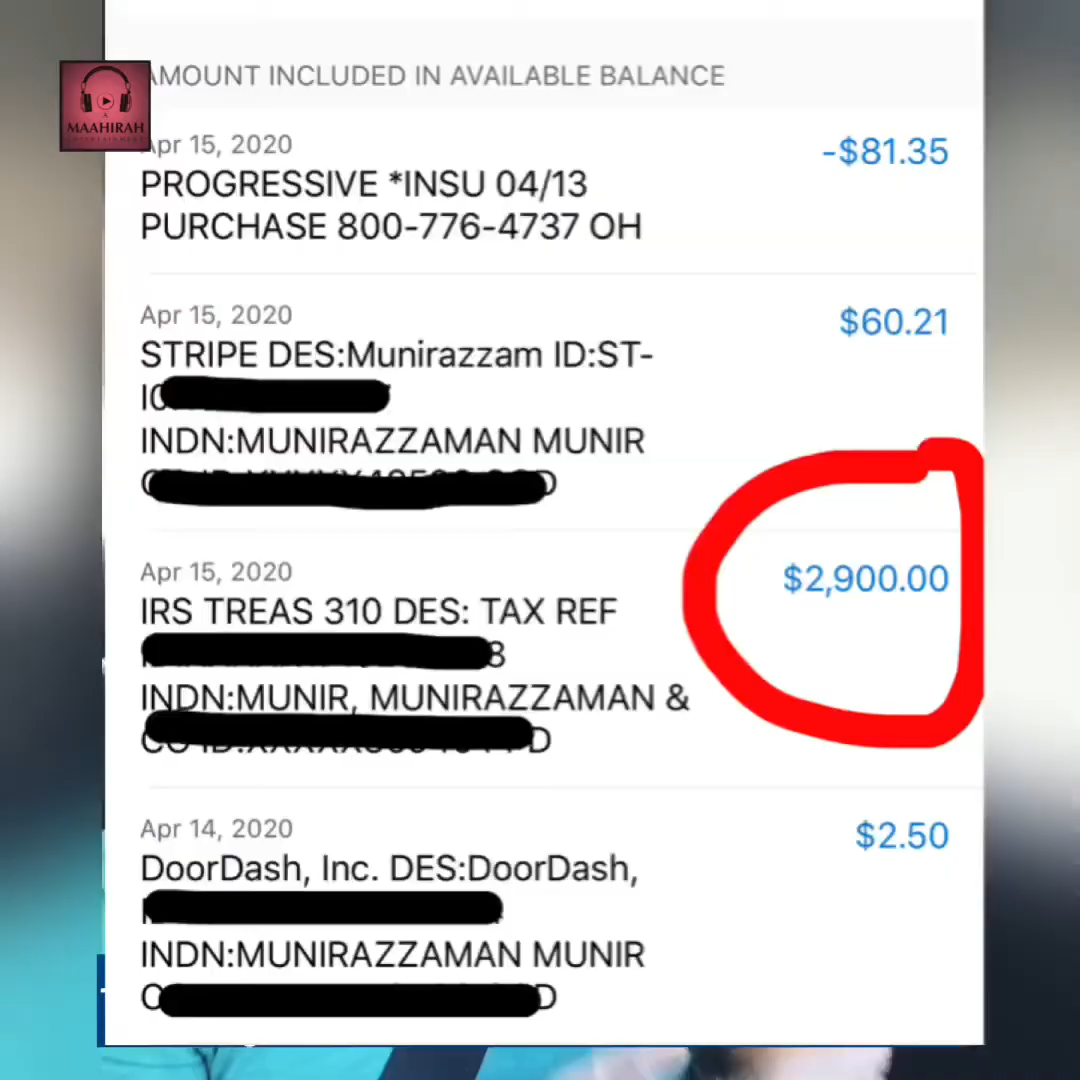 AMOUNT INCLUDED IN AVAILABLE BALANCE
MAAHIRAH
ENTERTAINMENT
Apr 15, 2020
-$81.35
PROGRESSIVE *INSU 04/13
PURCHASE 800-776-4737 OH
Apr 15, 2020
$60.21
STRIPE DES:Munirazzam ID:ST-
INDN:MUNIRAZZAMAN MUNIR
Apr 15, 2020
$2,900.00
IRS TREAS 310 DES: TAX REF
INDN:MUNIR, MUNIRAZZAMAN &
Apr 14, 2020
$2.50
DoorDash, Inc. DES:DoorDash,
INDN:MUNIRAZZAMAN MUNIR